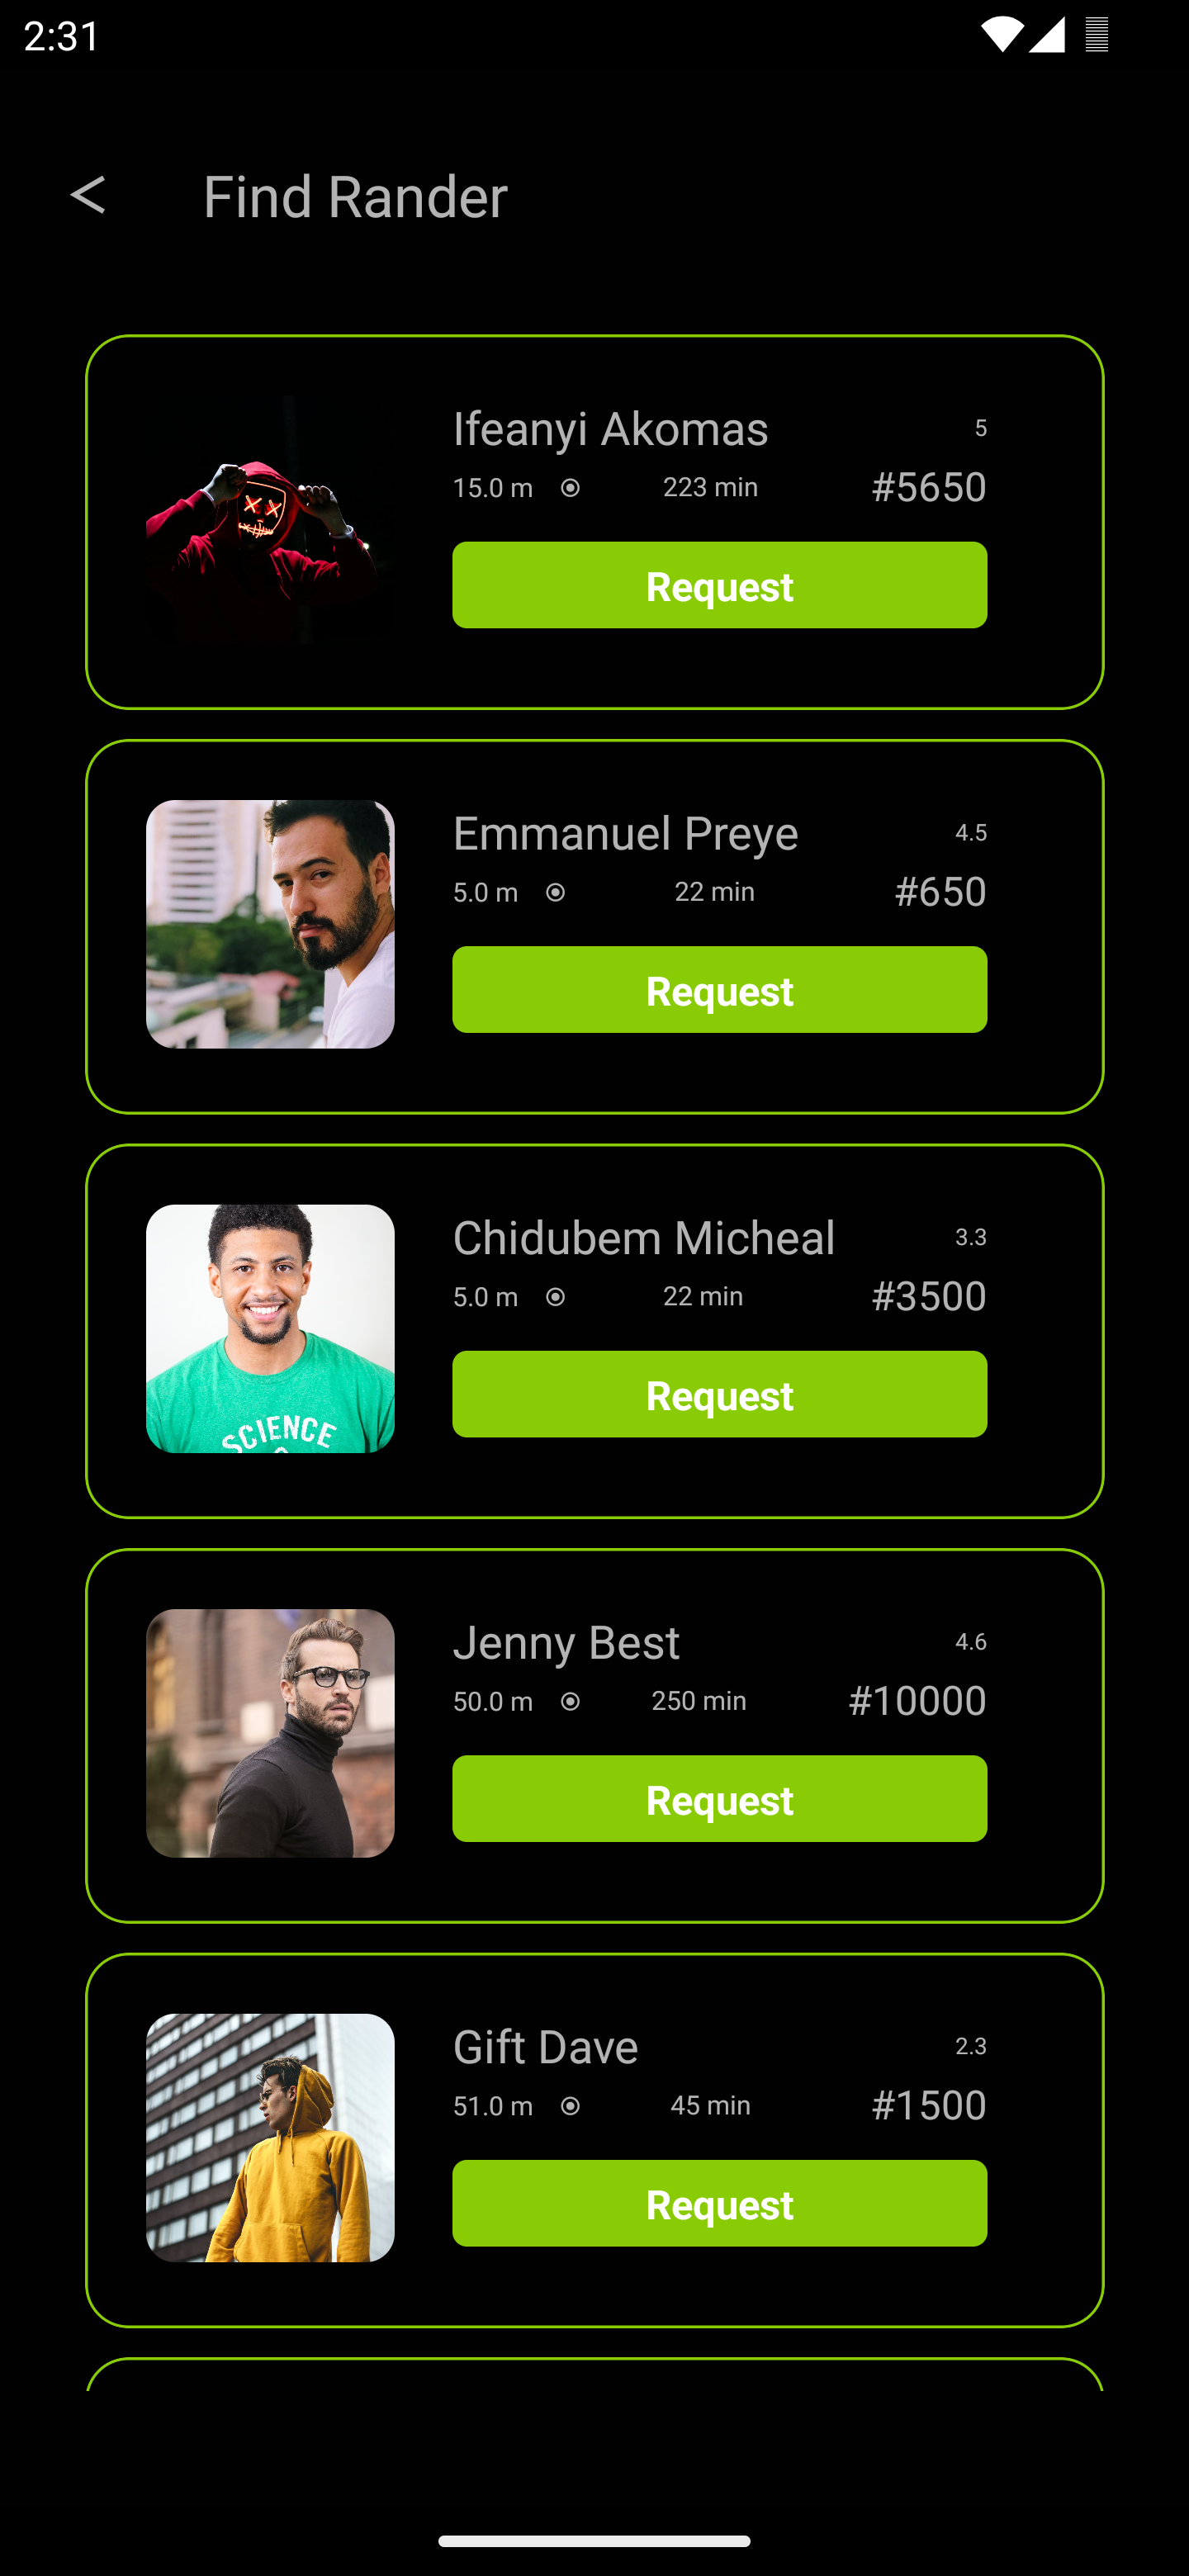 2:31
< Find Rander
Ifeanyi Akomas 5
15.0 m 223 min #5650
Request
Emmanuel Preye 4.5
5.0 m 22 min #650
Request
Chidubem Micheal 3.3
5.0 m 22 min #3500
Request
SCIENCE
Jenny Best 4.6
50.0 m 250 min #10000
Request
Gift Dave 2.3
51.0 m 45 min #1500
Request